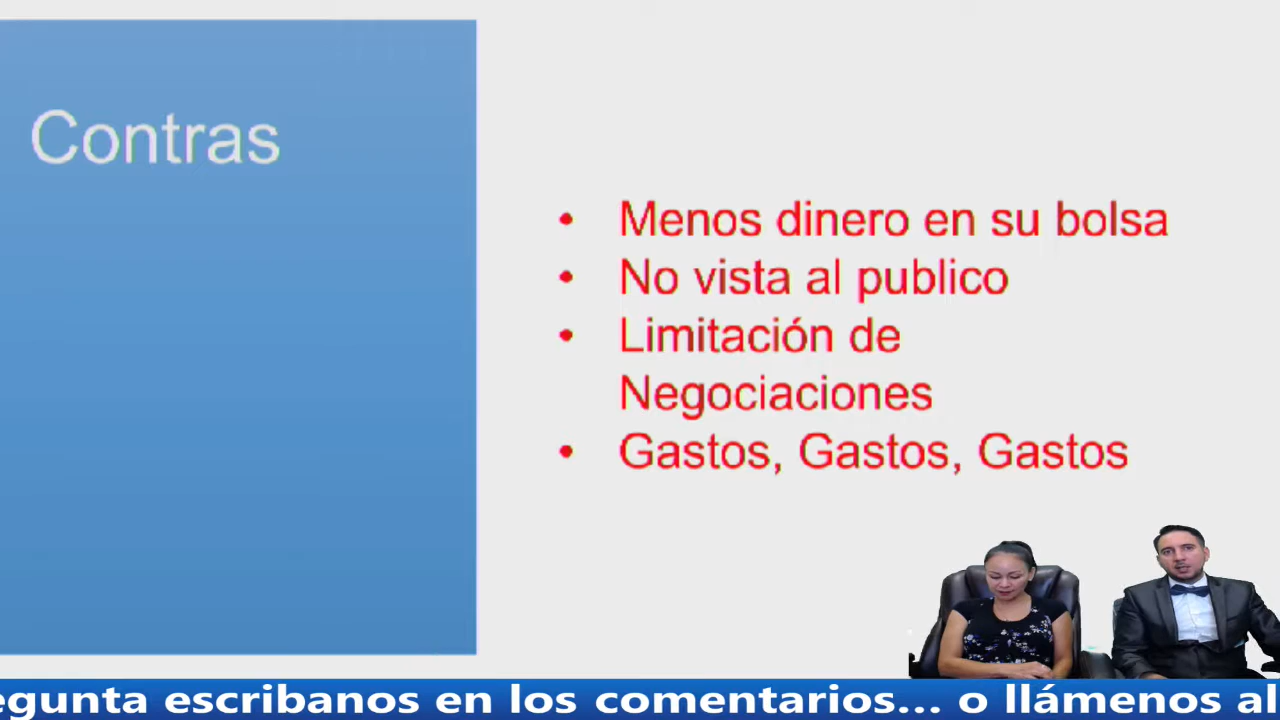 Contras
• Menos dinero en su bolsa
• No vista al publico
• Limitación de
Negociaciones
• Gastos, Gastos, Gastos
egunta escribanos en los comentarios... o llámenos al